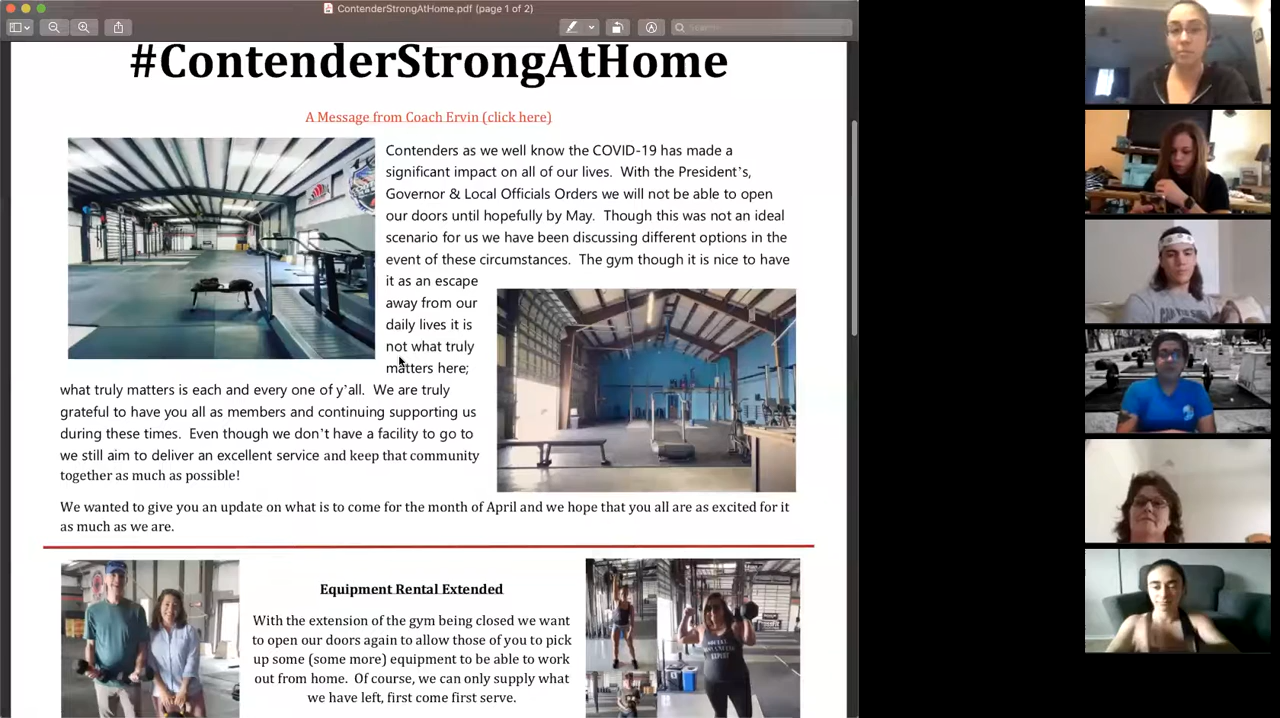 ContenderStrongAtHome.pdf (page 1 of 2)
Search
#ContenderStrongAtHome
A Message from Coach Ervin (click here)
Contenders as we well know the COVID-19 has made a
significant impact on all of our lives. With the President's,
Governor & Local Officials Orders we will not be able to open
our doors until hopefully by May. Though this was not an ideal
scenario for us we have been discussing different options in the
event of these circumstances. The gym though it is nice to have
it as an escape
away from our
daily lives it is
not what truly
matters here;
what truly matters is each and every one of y'all. We are truly
grateful to have you all as members and continuing supporting us
during these times. Even though we don't have a facility to go to
we still aim to deliver an excellent service and keep that community
together as much as possible!
We wanted to give you an update on what is to come for the month of April and we hope that you all are as excited for it
as much as we are.
Equipment Rental Extended
With the extension of the gym being closed we want
to open our doors again to allow those of you to pick
up some (some more) equipment to be able to work
out from home. Of course, we can only supply what
we have left, first come first serve.